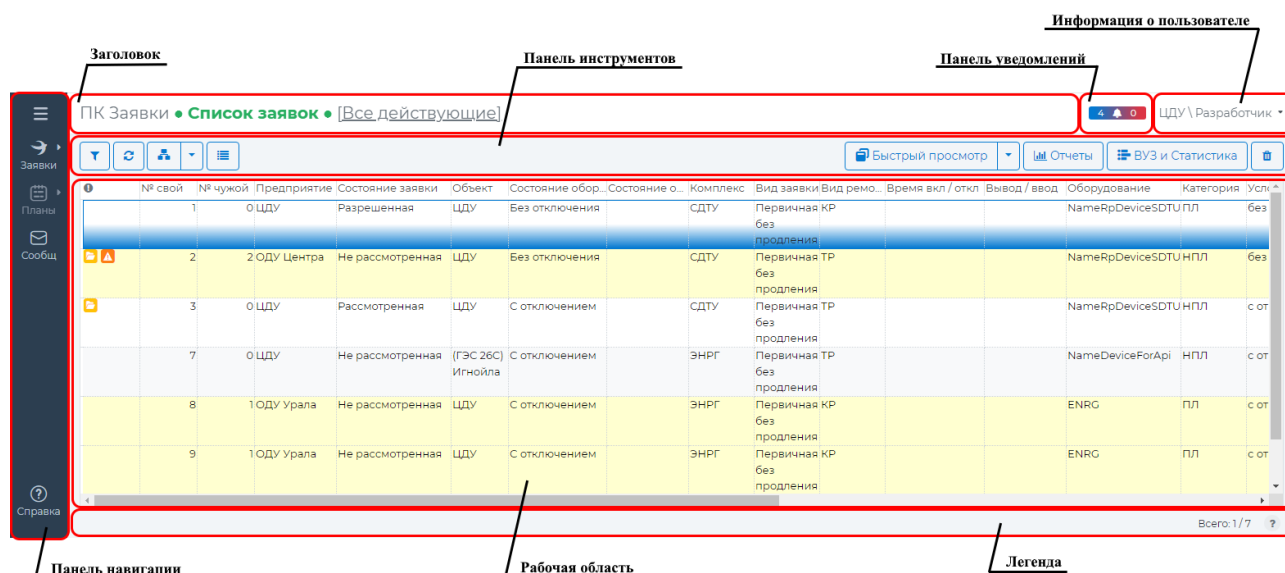 Информация о пользователе
Заголовок
Панель инструментов
Панель уведомлений
ПК Заявки ● Список заявок ● [Все действующие]
4 0
ЦДУ \ Разработчик
Заявки
Планы
Сообщ
Справка
Быстрый просмотр
Отчеты
ВУЗ и Статистика
№ свой № чужой Предприятие Состояние заявки Объект Состояние обор... Состояние о... Комплекс Вид заявки Вид ремо... Время вкл / откл Вывод / ввод Оборудование Категория Усло
1 0 ЦДУ Разрешенная ЦДУ Без отключения СДТУ Первичная КР NameRpDeviceSDTU ПЛ без
без
продления
2 2 ОДУ Центра Не рассмотренная ЦДУ Без отключения СДТУ Первичная ТР NameRpDeviceSDTU НПЛ без
без
продления
3 0 ЦДУ Рассмотренная ЦДУ С отключением СДТУ Первичная ТР NameRpDeviceSDTU НПЛ с от
без
продления
7 0 ЦДУ Не рассмотренная (ГЭС 26С) С отключением ЭНРГ Первичная ТР NameDeviceForApi НПЛ с от
Игнойла без
продления
8 1 ОДУ Урала Не рассмотренная ЦДУ С отключением ЭНРГ Первичная КР ENRG ПЛ с от
без
продления
9 1 ОДУ Урала Не рассмотренная ЦДУ С отключением ЭНРГ Первичная КР ENRG ПЛ с от
без
продления
Всего: 1 / 7 ?
Панель навигации
Рабочая область
Легенда